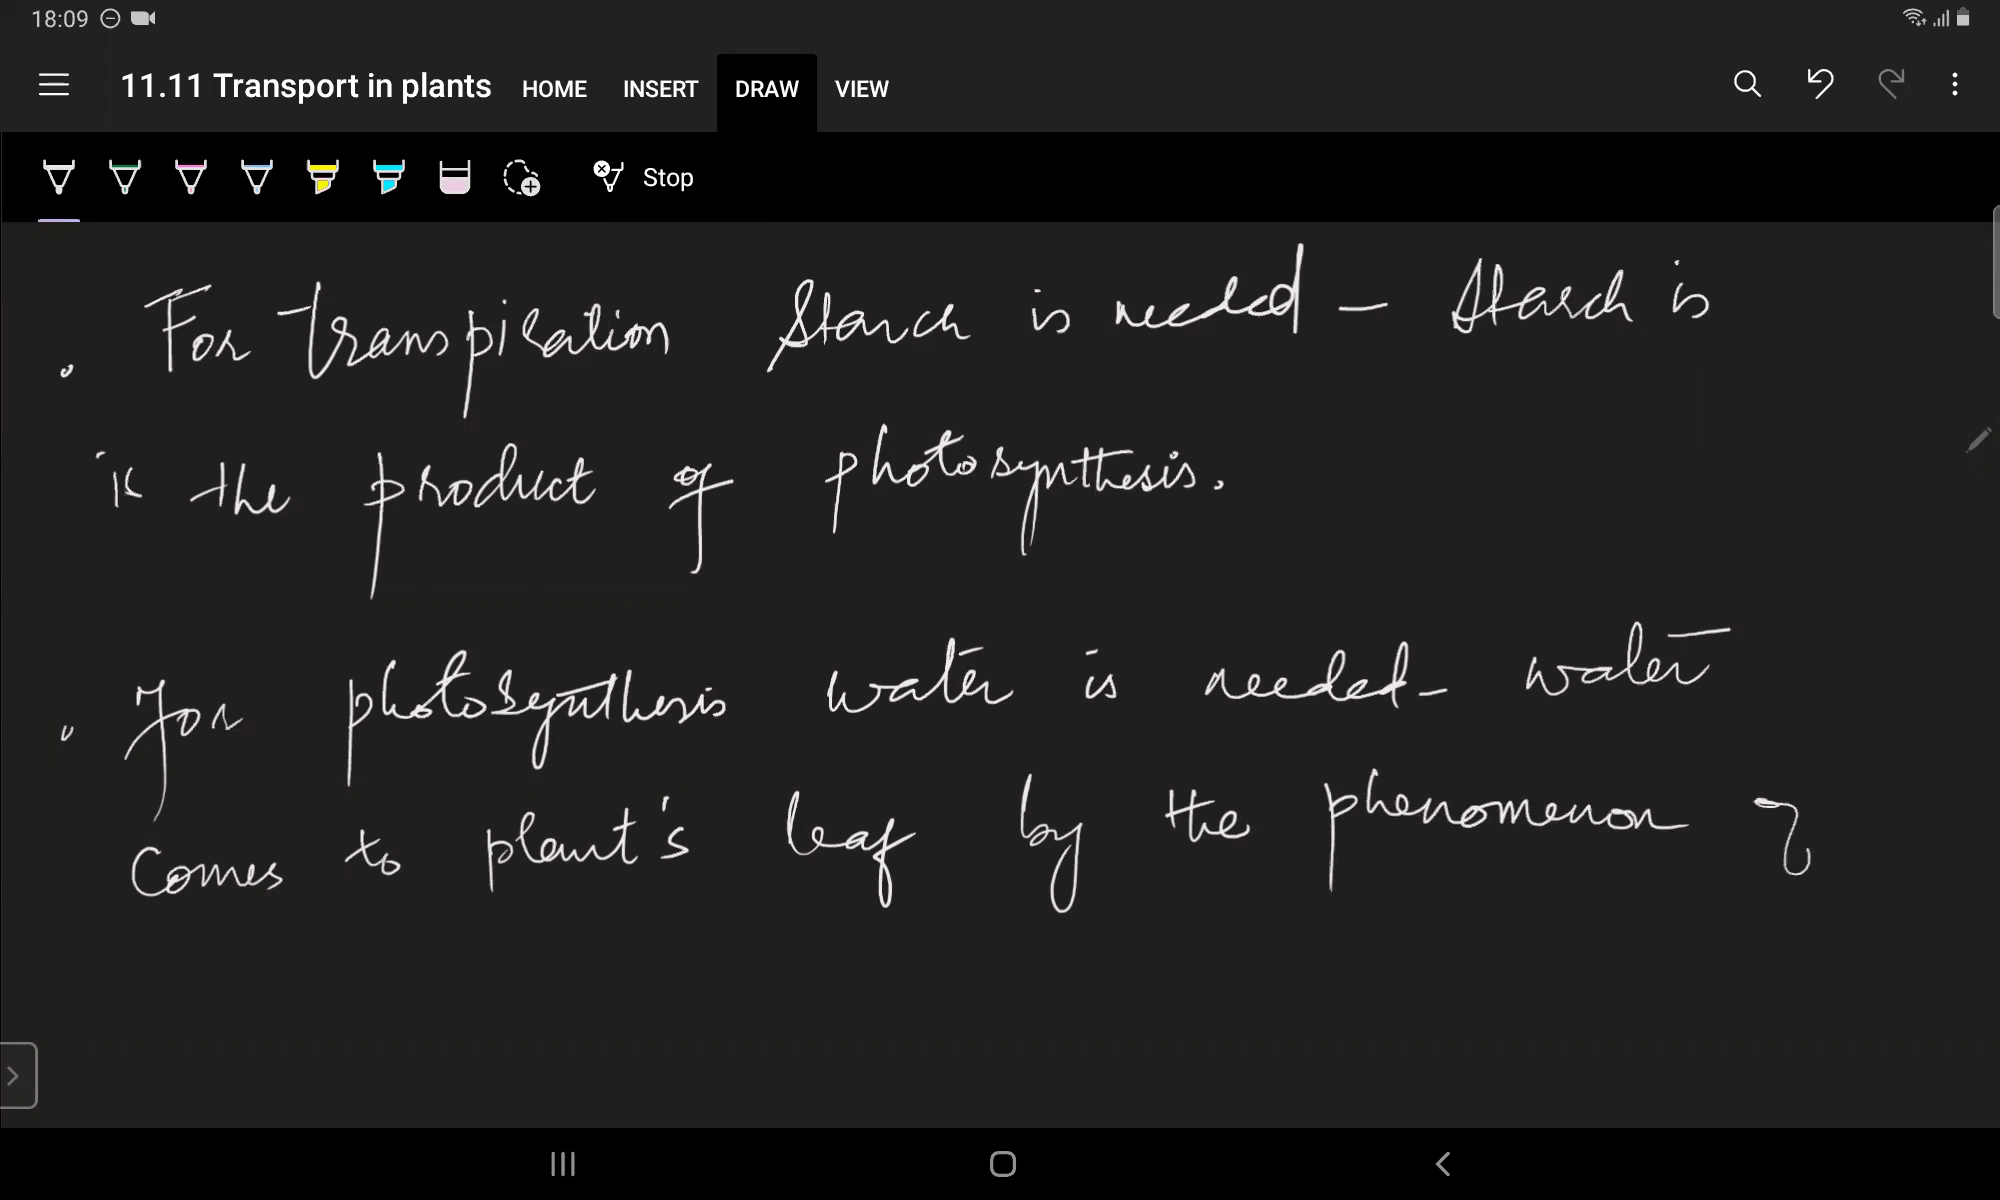 18:09
11.11 Transport in plants HOME INSERT DRAW VIEW
Stop
. For transpiration Starch is needed - Starch is
is the product of photosynthesis.
. For photosynthesis water is needed - water
comes to plant's leaf by the phenomenon